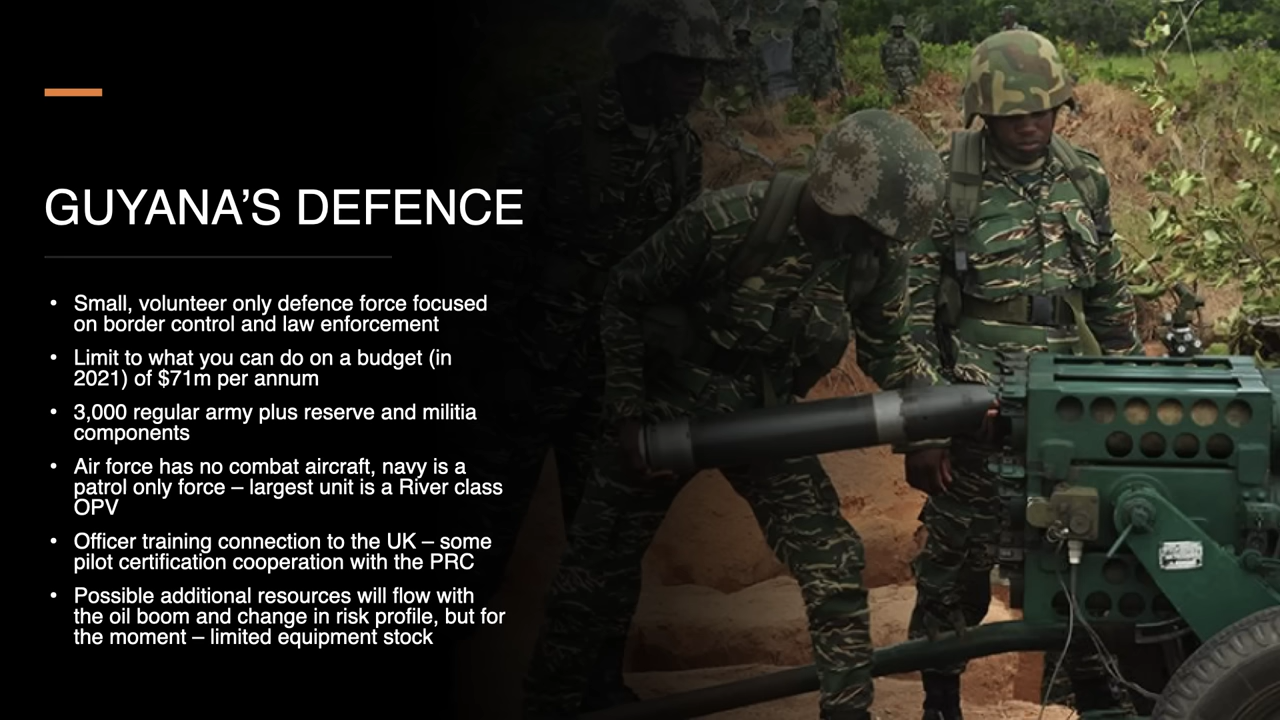 GUYANA’S DEFENCE
• Small, volunteer only defence force focused
on border control and law enforcement
• Limit to what you can do on a budget (in
2021) of $71m per annum
• 3,000 regular army plus reserve and militia
components
• Air force has no combat aircraft, navy is a
patrol only force – largest unit is a River class
OPV
• Officer training connection to the UK – some
pilot certification cooperation with the PRC
• Possible additional resources will flow with
the oil boom and change in risk profile, but for
the moment – limited equipment stock